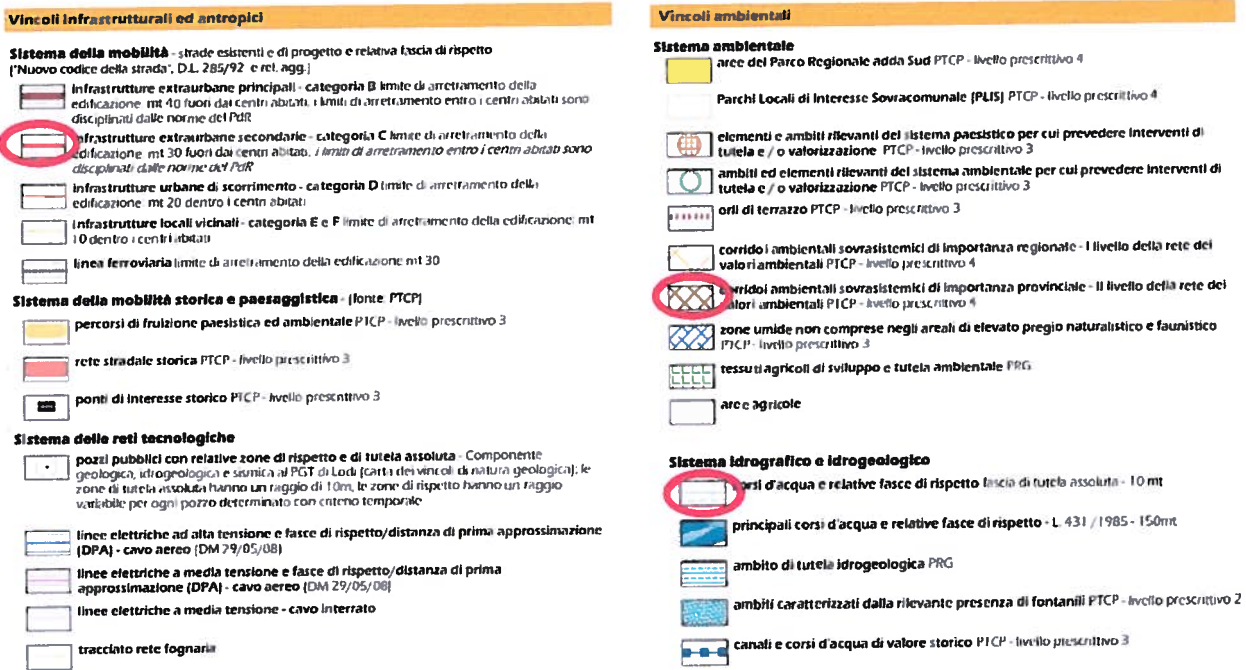 Vincoli infrastrutturali ed antropici
Sistema della mobilità - strade esistenti e di progetto e relativa fascia di rispetto
("Nuovo codice della strada", D.L. 285/92 e rel. agg.)
infrastrutture extraurbane principali - categoria B limite di arretramento della
edificazione mt 40 fuori dai centri abitati, i limiti di arretramento entro i centri abitati sono
disciplinati dalle norme del PdR
infrastrutture extraurbane secondarie - categoria C limite di arretramento della
edificazione mt 30 fuori dai centri abitati, i limiti di arretramento entro i centri abitati sono
disciplinati dalle norme del PdR
infrastrutture urbane di scorrimento - categoria D limite di arretramento della
edificazione mt 20 dentro i centri abitati
infrastrutture locali vicinali - categoria E e F limite di arretramento della edificazione mt
10 dentro i centri abitati
linea ferroviaria limite di arretramento della edificazione mt 30
Sistema della mobilità storica e paesaggistica - (fonte: PTCP)
percorsi di fruizione paesistica ed ambientale PTCP - livello prescrittivo 3
rete stradale storica PTCP - livello prescrittivo 3
ponti di interesse storico PTCP - livello prescrittivo 3
Sistema delle reti tecnologiche
pozzi pubblici con relative zone di rispetto e di tutela assoluta - Componente
geologica, idrogeologica e sismica al PGT di Lodi (carta dei vincoli di natura geologica); le
zone di tutela assoluta hanno un raggio di 10m, le zone di rispetto hanno un raggio
variabile per ogni pozzo determinato con criterio temporale
linee elettriche ad alta tensione e fasce di rispetto/distanza di prima approssimazione
(DPA) - cavo aereo (DM 29/05/08)
linee elettriche a media tensione e fasce di rispetto/distanza di prima
approssimazione (DPA) - cavo aereo (DM 29/05/08)
linee elettriche a media tensione - cavo interrato
tracciato rete fognaria
Vincoli ambientali
Sistema ambientale
aree del Parco Regionale adda Sud PTCP - livello prescrittivo 4
Parchi Locali di Interesse Sovracomunale (PLIS) PTCP - livello prescrittivo 4
elementi e ambiti rilevanti del sistema paesistico per cui prevedere interventi di
tutela e / o valorizzazione PTCP - livello prescrittivo 3
ambiti ed elementi rilevanti del sistema ambientale per cui prevedere interventi di
tutela e / o valorizzazione PTCP - livello prescrittivo 3
orli di terrazzo PTCP - livello prescrittivo 3
corridoi ambientali sovrasistemici di importanza regionale - I livello della rete dei
valori ambientali PTCP - livello prescrittivo 4
corridoi ambientali sovrasistemici di importanza provinciale - II livello della rete dei
valori ambientali PTCP - livello prescrittivo 4
zone umide non comprese negli areali di elevato pregio naturalistico e faunistico
PTCP - livello prescrittivo 3
tessuti agricoli di sviluppo e tutela ambientale PRG
aree agricole
Sistema idrografico e idrogeologico
corsi d'acqua e relative fasce di rispetto fascia di tutela assoluta - 10 mt
principali corsi d'acqua e relative fasce di rispetto - L. 431 /1985 - 150mt
ambito di tutela idrogeologica PRG
ambiti caratterizzati dalla rilevante presenza di fontanili PTCP - livello prescrittivo 2
canali e corsi d'acqua di valore storico PTCP - livello prescrittivo 3